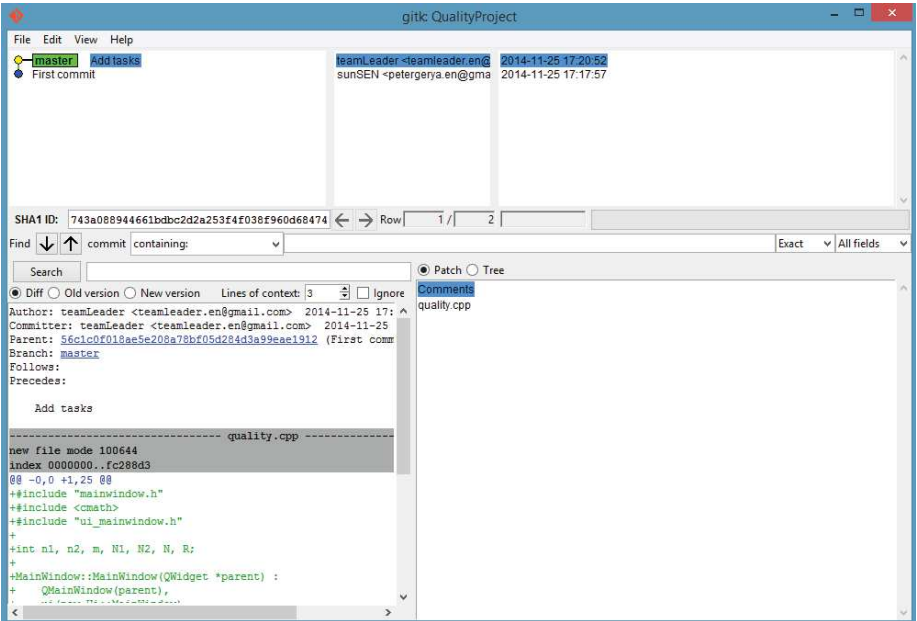 gitk: QualityProject
File Edit View Help
master Add tasks teamLeader <teamleader.en@ 2014-11-25 17:20:52
First commit sunSEN <petergerya.en@gma 2014-11-25 17:17:57
SHA1 ID: 743a088944661bdbc2d2a253f4f038f960d68474 Row 1 / 2
Find commit containing: Exact All fields
Search Patch Tree
Diff Old version New version Lines of context: 3 Ignore
Comments
quality.cpp
Author: teamLeader <teamleader.en@gmail.com> 2014-11-25 17:
Committer: teamLeader <teamleader.en@gmail.com> 2014-11-25
Parent: 56c1c0f018ae5e208a78bf05d284d3a99eae1912 (First comm
Branch: master
Follows:
Precedes:
Add tasks
--------------------------------- quality.cpp --------------
new file mode 100644
index 0000000..fc288d3
@@ -0,0 +1,25 @@
+#include "mainwindow.h"
+#include <cmath>
+#include "ui_mainwindow.h"
+
+int n1, n2, m, N1, N2, N, R;
+
+MainWindow::MainWindow(QWidget *parent) :
+    QMainWindow(parent),